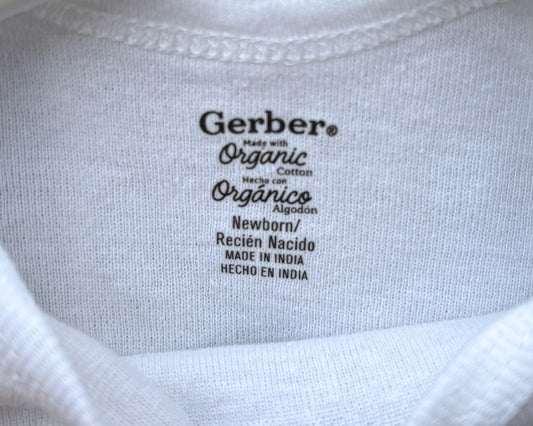 Gerber®
Made with
Organic
Cotton
Hecho con
Orgánico
Algodón
Newborn/
Recién Nacido
MADE IN INDIA
HECHO EN INDIA